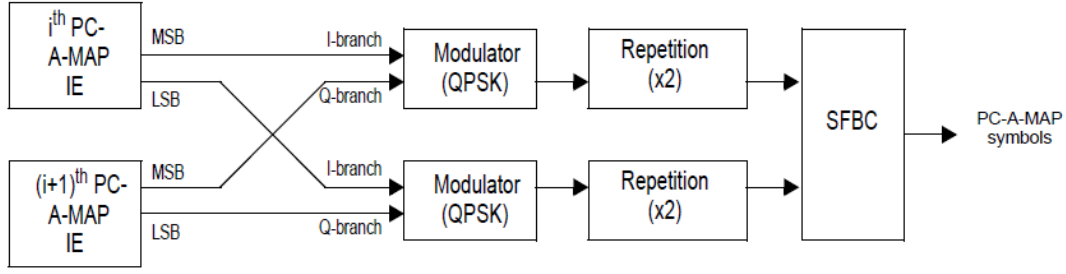 i^th PC-
A-MAP
IE
MSB
LSB
I-branch
Q-branch
Modulator
(QPSK)
Repetition
(x2)
(i+1)^th PC-
A-MAP
IE
MSB
LSB
I-branch
Q-branch
Modulator
(QPSK)
Repetition
(x2)
SFBC
PC-A-MAP
symbols